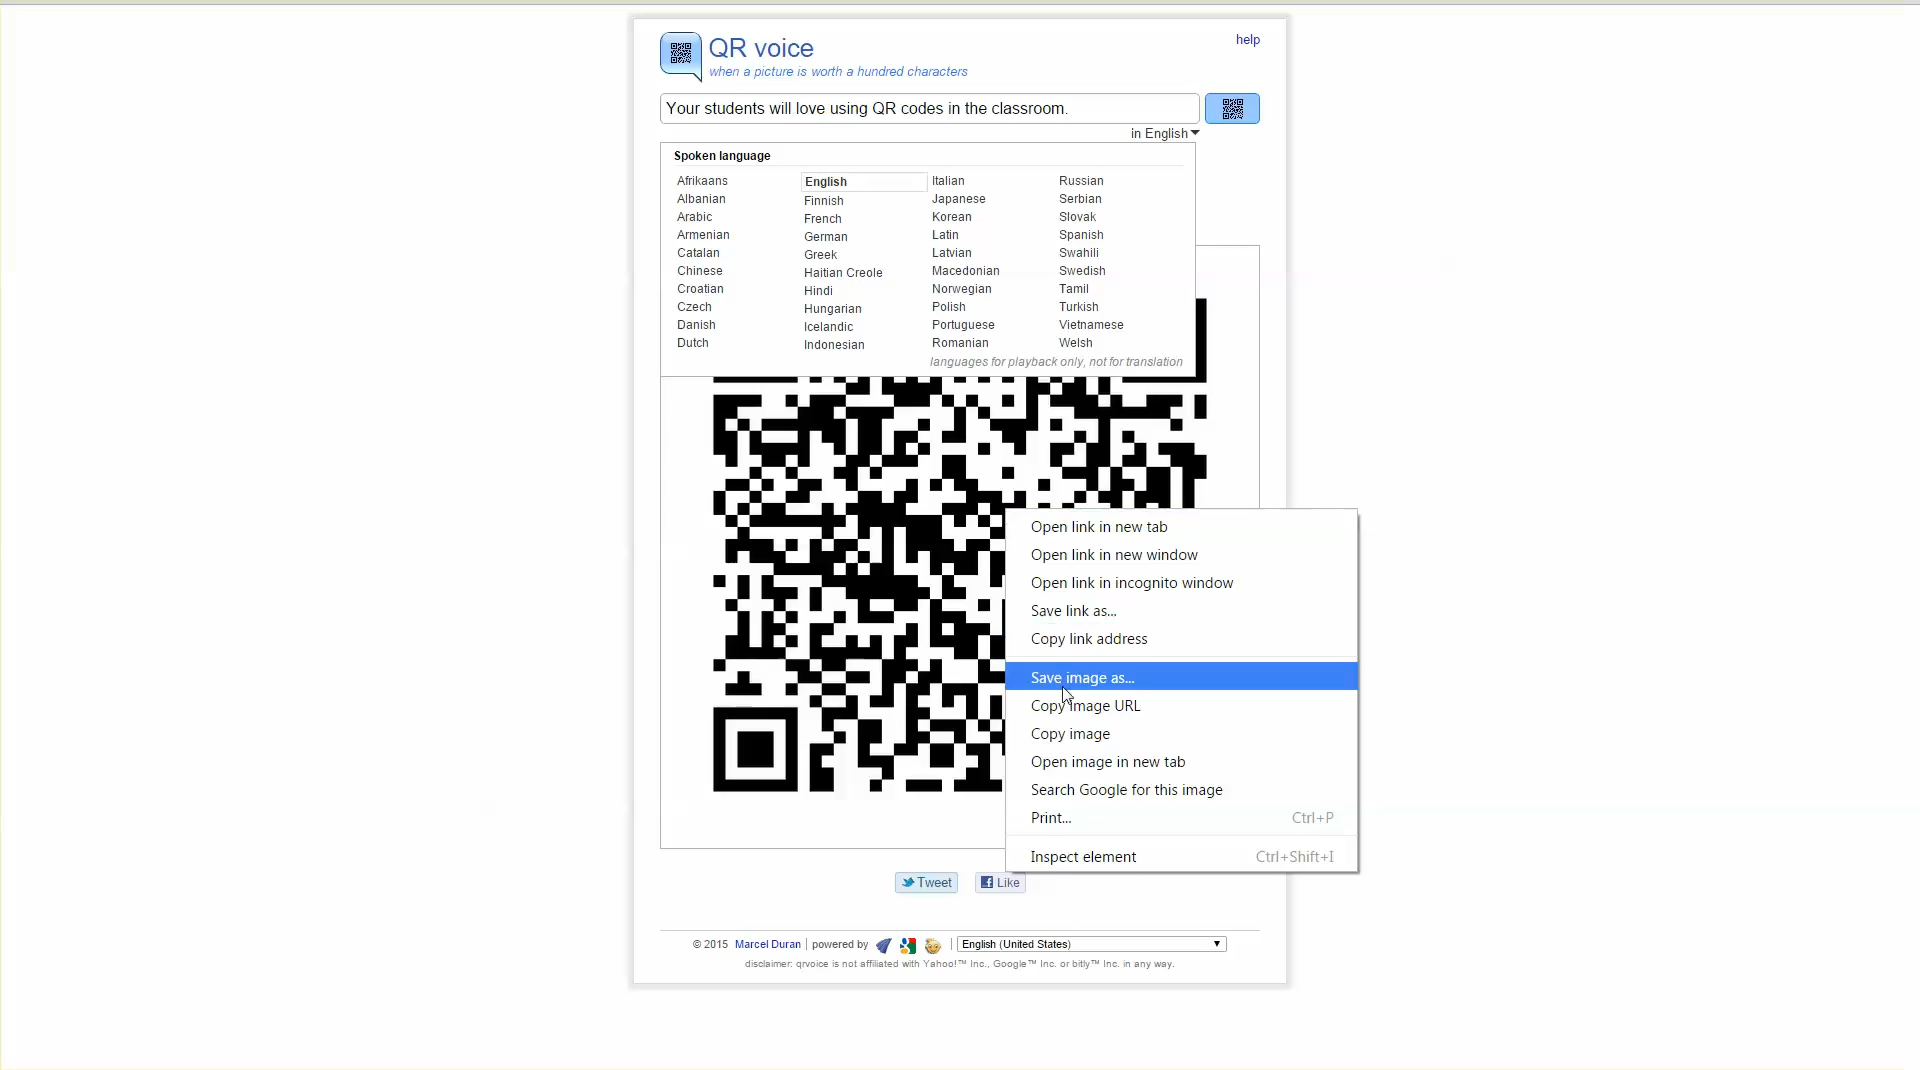 QR voice
help
when a picture is worth a hundred characters
Your students will love using QR codes in the classroom.
in English
Spoken language
Afrikaans
Albanian
Arabic
Armenian
Catalan
Chinese
Croatian
Czech
Danish
Dutch
English
Finnish
French
German
Greek
Haitian Creole
Hindi
Hungarian
Icelandic
Indonesian
Italian
Japanese
Korean
Latin
Latvian
Macedonian
Norwegian
Polish
Portuguese
Romanian
Russian
Serbian
Slovak
Spanish
Swahili
Swedish
Tamil
Turkish
Vietnamese
Welsh
languages for playback only, not for translation
Open link in new tab
Open link in new window
Open link in incognito window
Save link as...
Copy link address
Save image as...
Copy image URL
Copy image
Open image in new tab
Search Google for this image
Print... Ctrl+P
Inspect element Ctrl+Shift+I
Tweet
Like
© 2015 Marcel Duran | powered by | English (United States)
disclaimer: qrvoice is not affiliated with Yahoo!™ Inc., Google™ Inc. or bitly™ Inc. in any way.